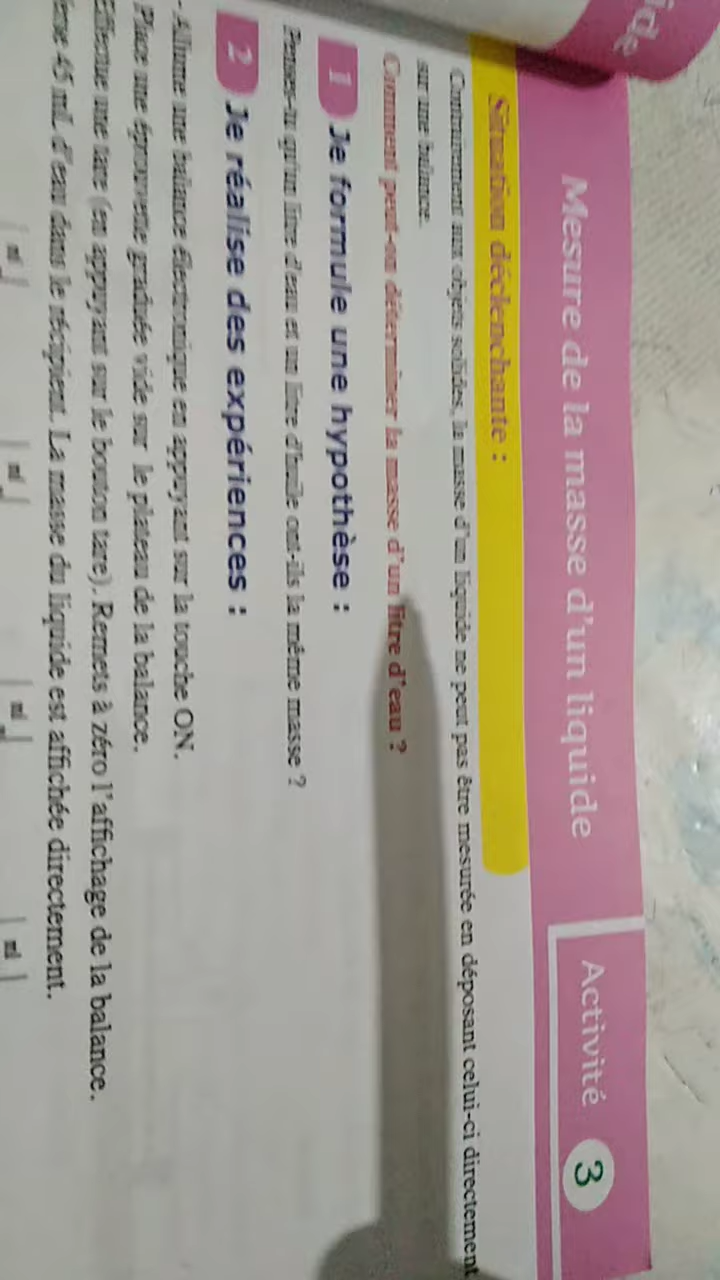 ide
Mesure de la masse d'un liquide
Activité 3
Situation déclenchante :
Contrairement aux objets solides, la masse d'un liquide ne peut pas être mesurée en déposant celui-ci directement
sur une balance.
Comment peut-on déterminer la masse d'un litre d'eau ?
1 Je formule une hypothèse :
Penses-tu qu'un litre d'eau et un litre d'huile ont-ils la même masse ?
2 Je réalise des expériences :
- Allume une balance électronique en appuyant sur la touche ON.
Place une éprouvette graduée vide sur le plateau de la balance.
Effectue une tare (en appuyant sur le bouton tare). Remets à zéro l'affichage de la balance.
45 mL d'eau dans le récipient. La masse du liquide est affichée directement.
ml
ml
ml
ml